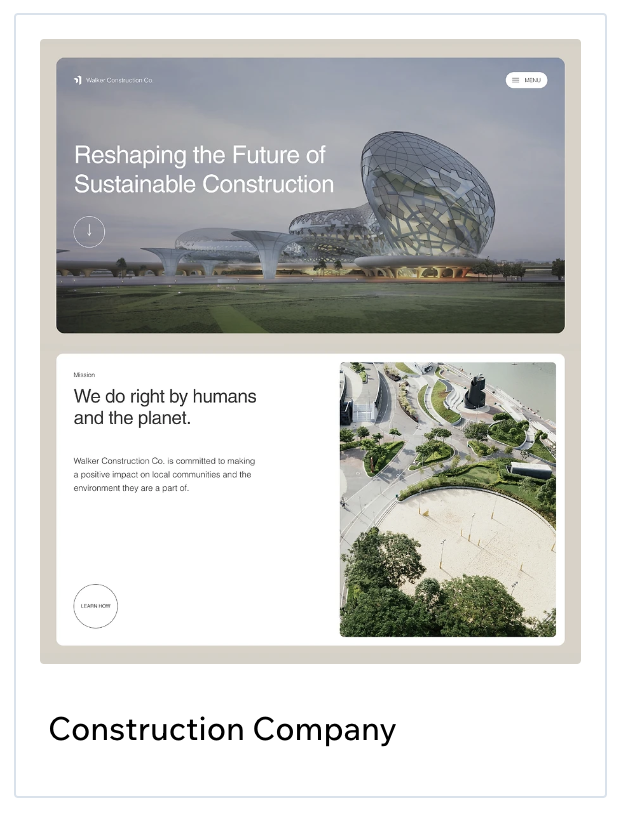 Walker Construction Co.
MENU
Reshaping the Future of
Sustainable Construction
Mission
We do right by humans
and the planet.
Walker Construction Co. is committed to making
a positive impact on local communities and the
environment they are a part of.
LEARN HOW
Construction Company